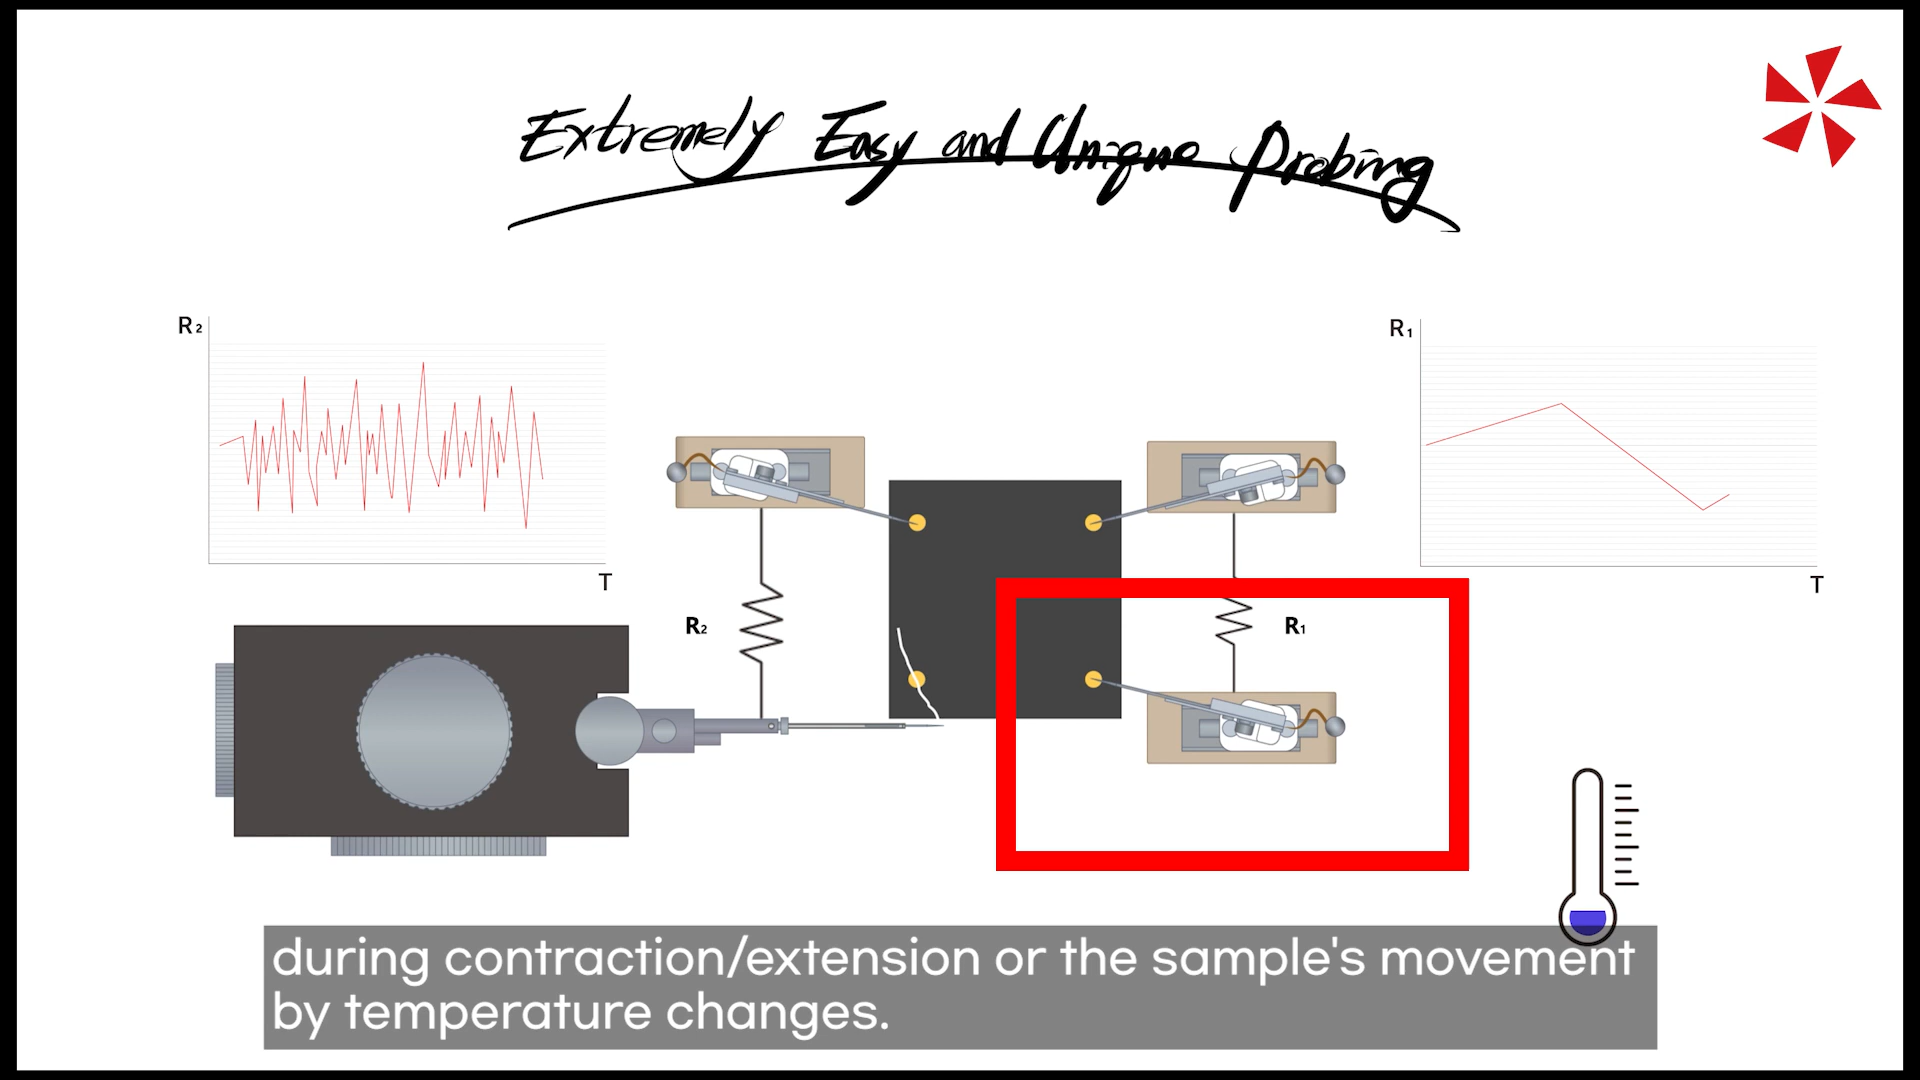 Extremely Easy and Unique Probing
R2
R1
T
T
R2
R1
during contraction/extension or the sample's movement
by temperature changes.